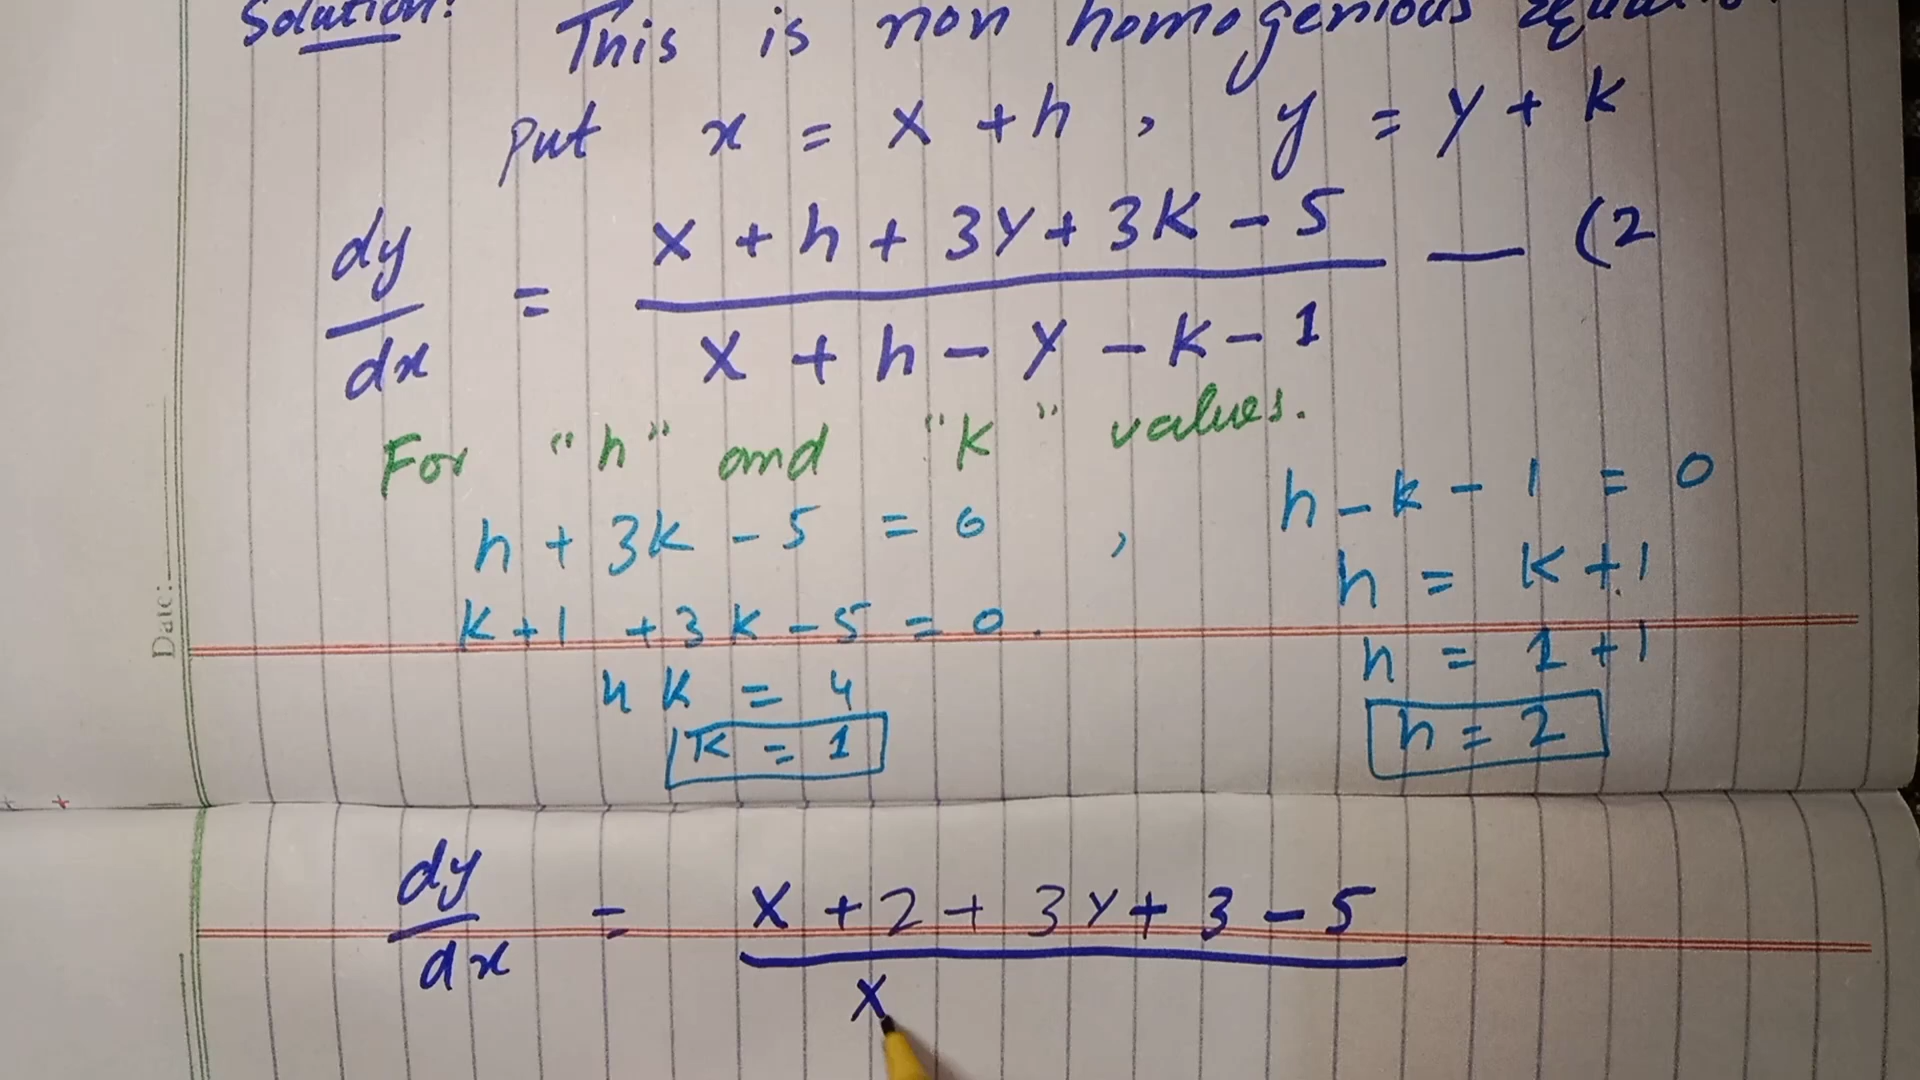 Solution:
This is non homogenious equatio
put x = X + h , y = Y + k
dy/dx = (X + h + 3Y + 3k - 5)/(X + h - Y - k - 1) — (2
For "h" and "k" values.
h + 3k - 5 = 0 , h - k - 1 = 0
h = k + 1
k + 1 + 3k - 5 = 0.
h = 1 + 1
4k = 4
k = 1
h = 2
Date:
dy/dx = (X + 2 + 3Y + 3 - 5)/X